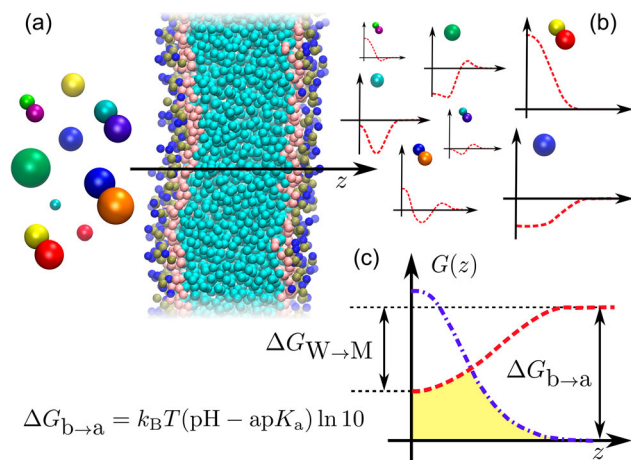 (a)
(b)
z
(c)
G(z)
ΔG_W→M
ΔG_b→a
z
ΔG_b→a = k_BT(pH − apK_a) ln 10